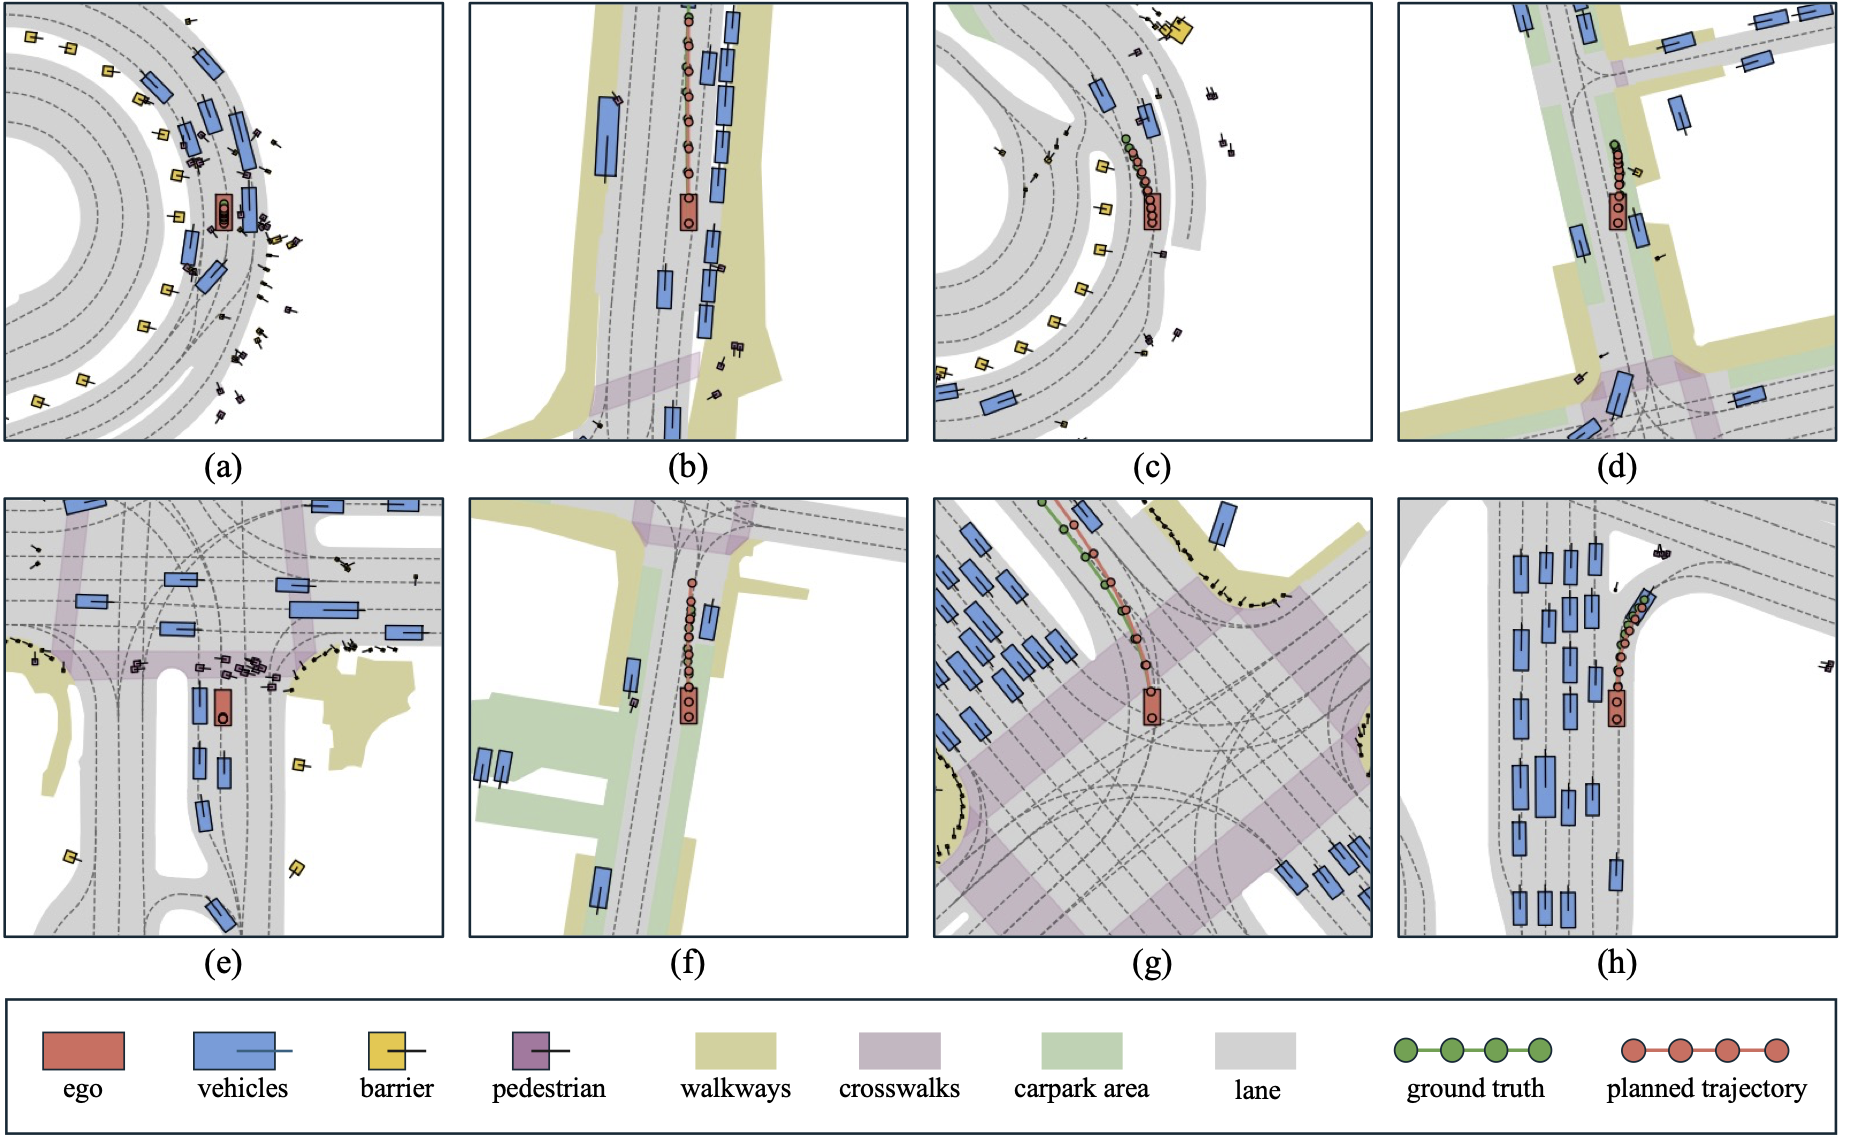 (a)
(b)
(c)
(d)
(e)
(f)
(g)
(h)
ego
vehicles
barrier
pedestrian
walkways
crosswalks
carpark area
lane
ground truth
planned trajectory